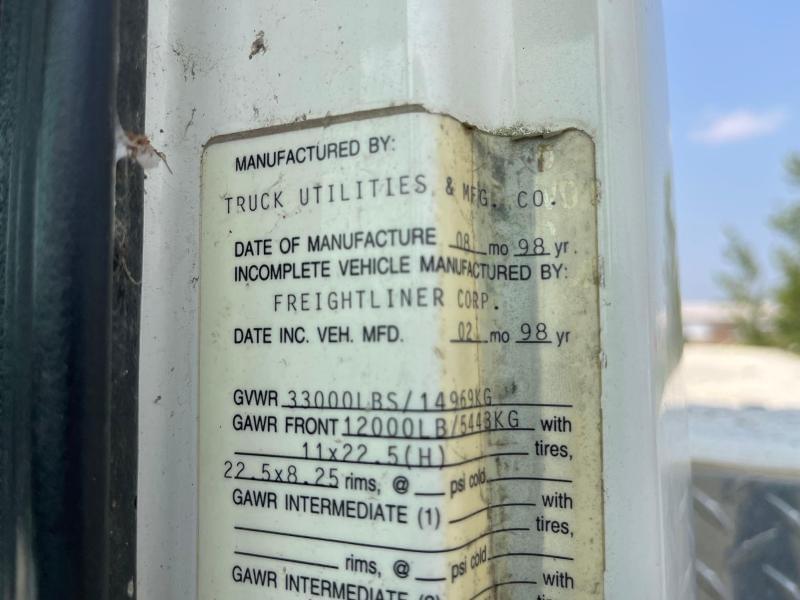 MANUFACTURED BY:
TRUCK UTILITIES & MFG. CO.
DATE OF MANUFACTURE 08 mo 98 yr.
INCOMPLETE VEHICLE MANUFACTURED BY:
FREIGHTLINER CORP.
DATE INC. VEH. MFD. 02 mo 98 yr
GVWR 33000LBS/14969KG
GAWR FRONT 12000LB/5443KG with
11x22.5(H) tires,
22.5x8.25 rims, @ psi cold
GAWR INTERMEDIATE (1) with
tires,
rims, @ psi cold
GAWR INTERMEDIATE with